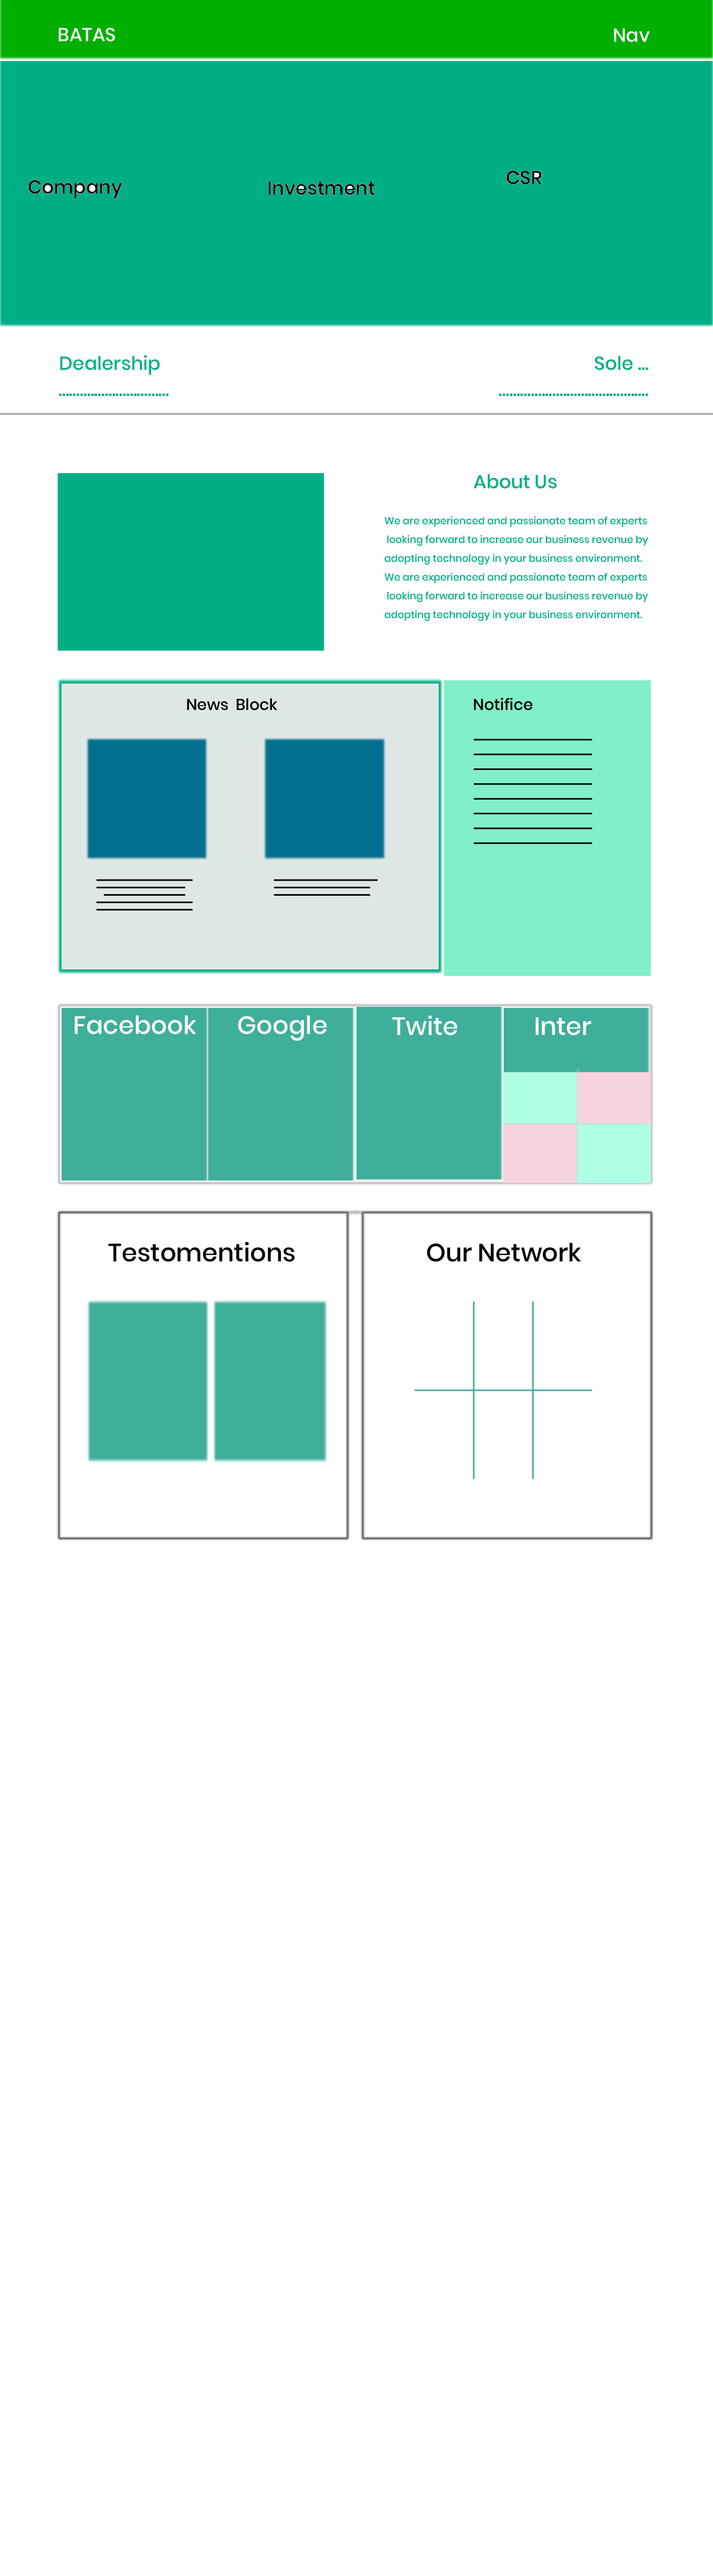 BATAS
Nav
Company
Investment
CSR
Dealership
Sole ...
About Us
We are experienced and passionate team of experts
looking forward to increase our business revenue by
adopting technology in your business environment.
We are experienced and passionate team of experts
looking forward to increase our business revenue by
adopting technology in your business environment.
News Block
Notifice
Facebook
Google
Twite
Inter
Testomentions
Our Network